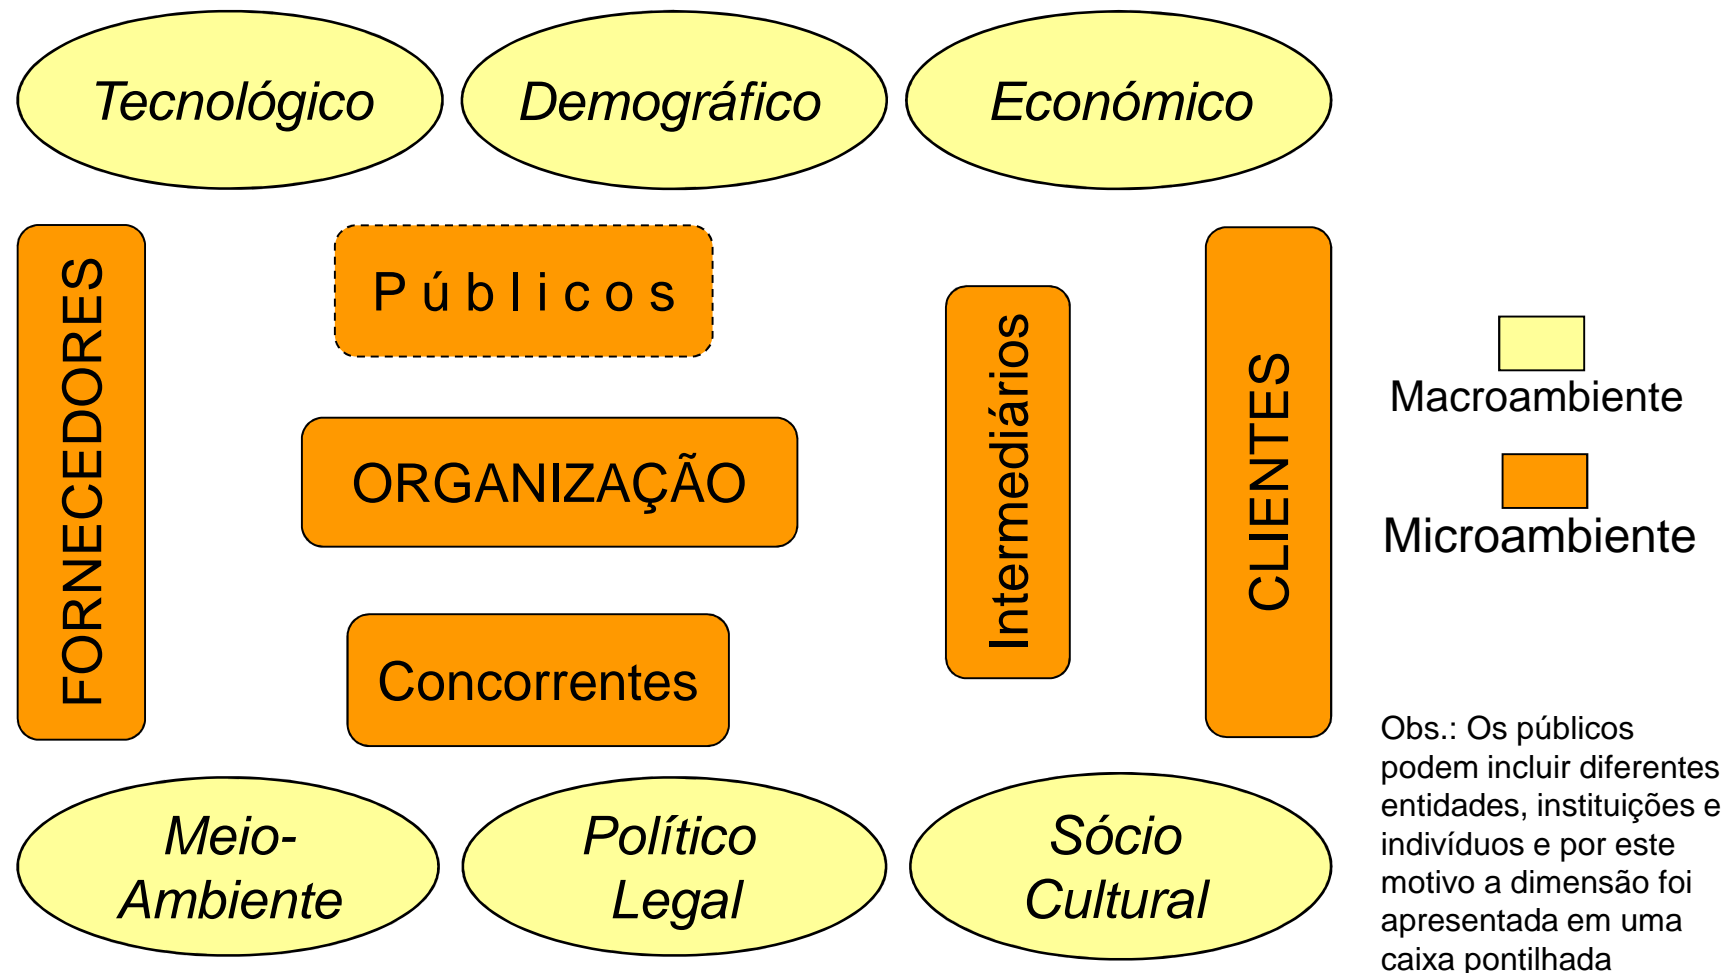 Tecnológico
Demográfico
Económico
FORNECEDORES
P ú b l i c o s
ORGANIZAÇÃO
Concorrentes
Intermediários
CLIENTES
Macroambiente
Microambiente
Meio-
Ambiente
Político
Legal
Sócio
Cultural
Obs.: Os públicos
podem incluir diferentes
entidades, instituições e
indivíduos e por este
motivo a dimensão foi
apresentada em uma
caixa pontilhada